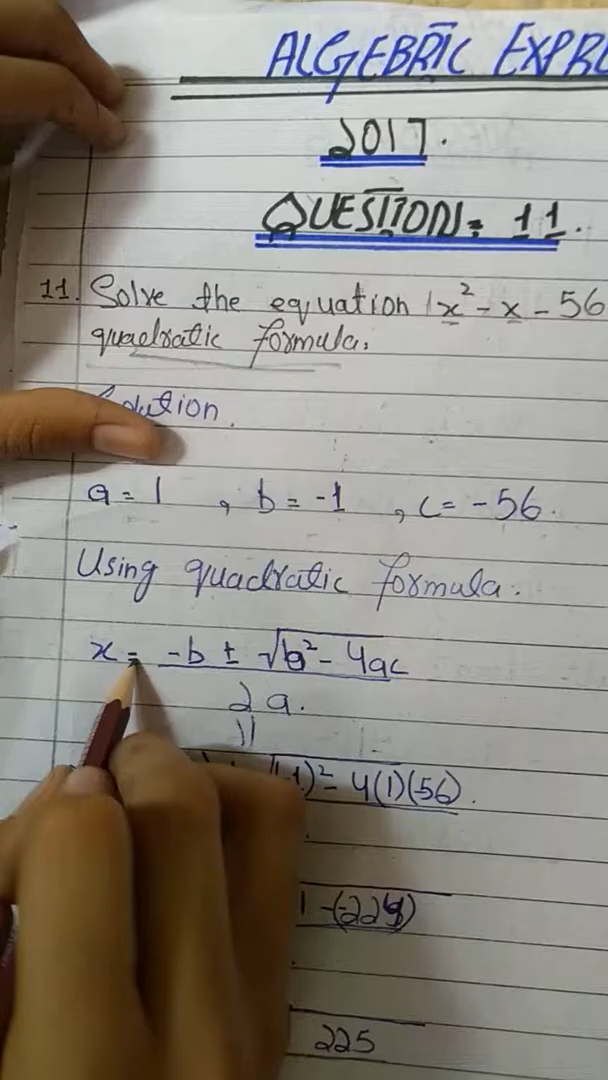 ALGEBRIC EXPR
2017.
QUESTION= 11.
11. Solve the equation x² - x - 56
quadratic formula.
Solution.
a = 1 , b = -1 , c = -56.
Using quadratic formula.
x = -b ± √b² - 4ac
2a.
(-1)² - 4(1)(-56).
1 - (-224)
225